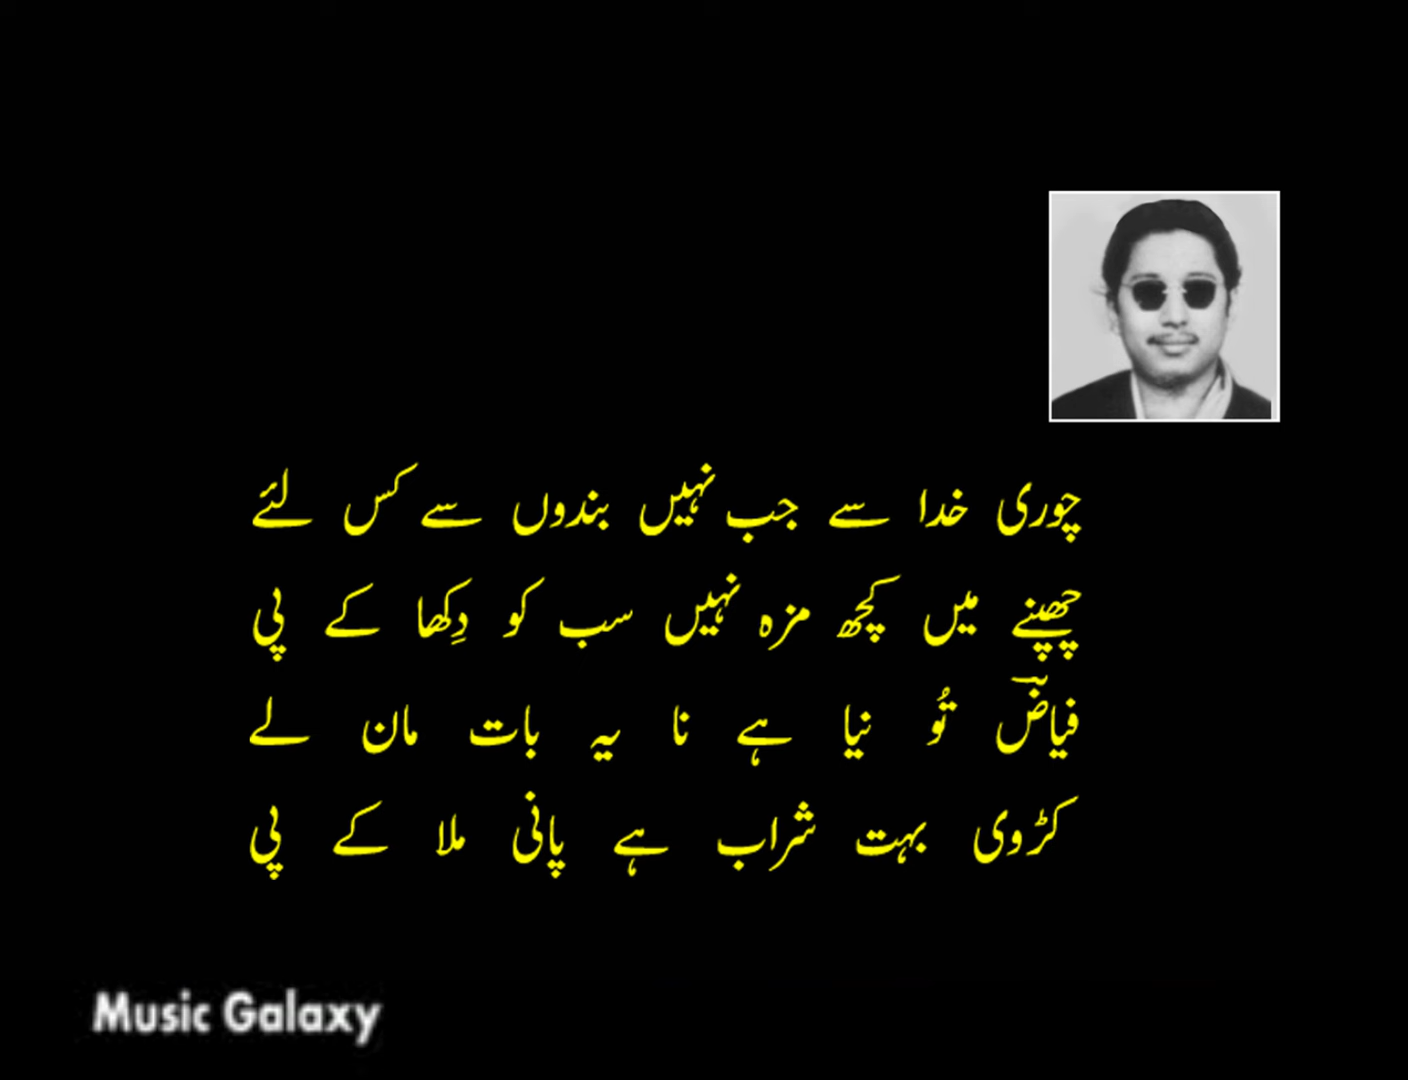 چوری خدا سے جب نہیں بندوں سے کس لئے
چھپنے میں کچھ مزہ نہیں سب کو دِکھا کے پی
فیاضؔ تُو نیا ہے نا یہ بات مان لے
کڑوی بہت شراب ہے پانی ملا کے پی
Music Galaxy